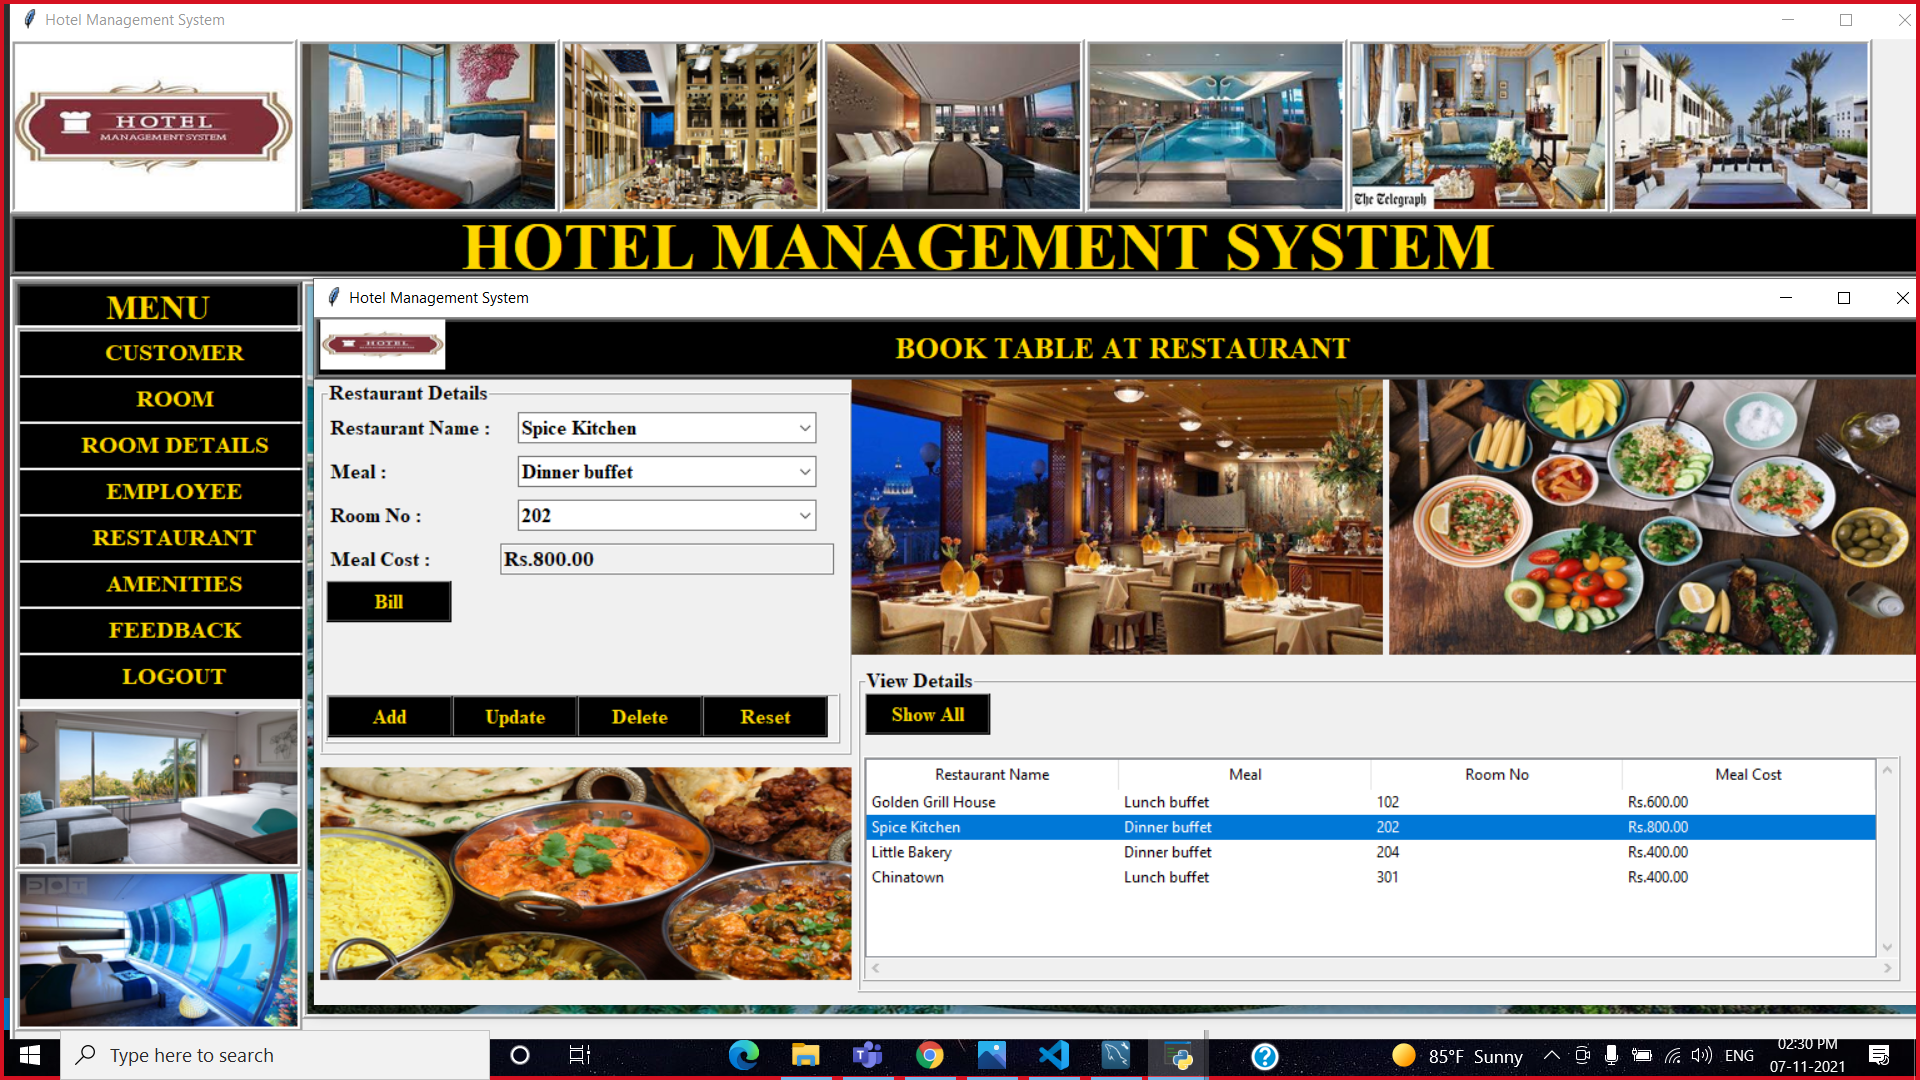 Hotel Management System
HOTEL
MANAGEMENT SYSTEM
The Telegraph
HOTEL MANAGEMENT SYSTEM
MENU
CUSTOMER
ROOM
ROOM DETAILS
EMPLOYEE
RESTAURANT
AMENITIES
FEEDBACK
LOGOUT
DOT
Hotel Management System
HOTEL
BOOK TABLE AT RESTAURANT
Restaurant Details
Restaurant Name : Spice Kitchen
Meal : Dinner buffet
Room No : 202
Meal Cost : Rs.800.00
Bill
Add Update Delete Reset
View Details
Show All
Restaurant Name Meal Room No Meal Cost
Golden Grill House Lunch buffet 102 Rs.600.00
Spice Kitchen Dinner buffet 202 Rs.800.00
Little Bakery Dinner buffet 204 Rs.400.00
Chinatown Lunch buffet 301 Rs.400.00
Type here to search
85°F Sunny
ENG
02:30 PM
07-11-2021